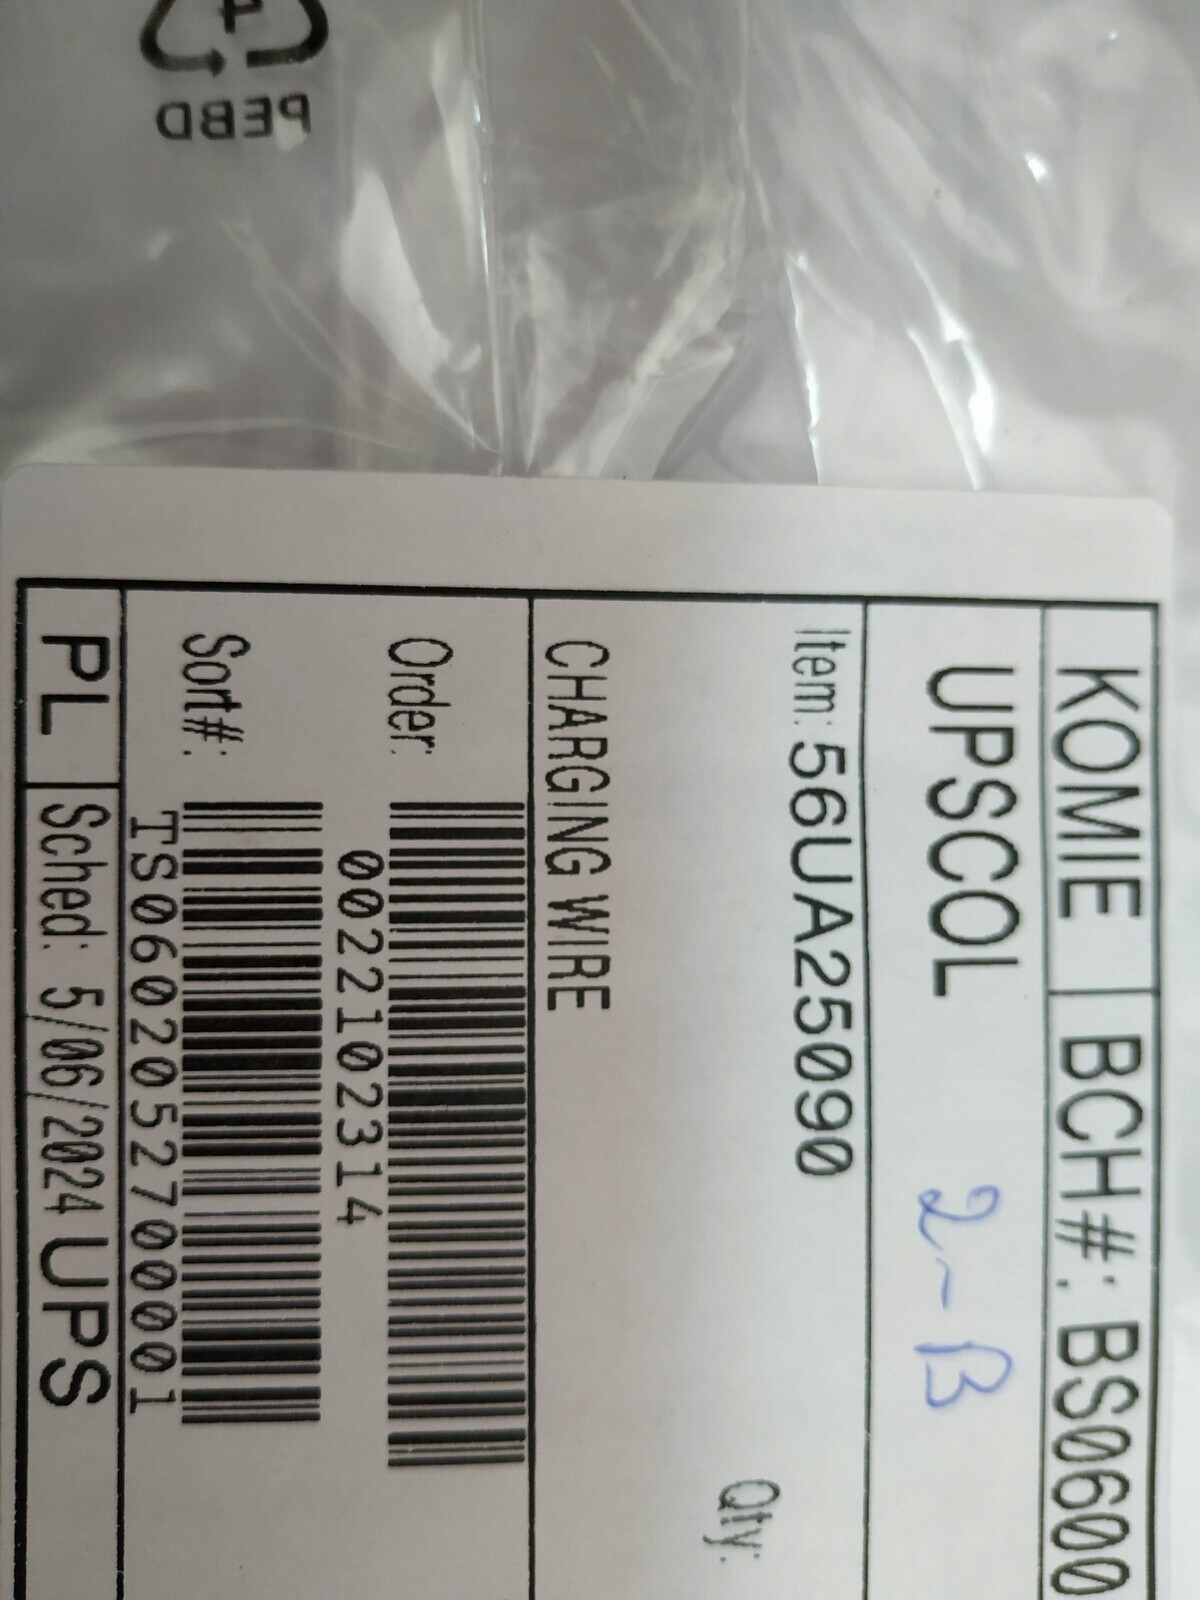 4
PEBD
KOMIE BCH#: BS0600
UPSCOL 2-B
Item: 56UA25090
Qty:
CHARGING WIRE
Order:
0022102314
Sort#:
TS0602052700001
PL Sched: 5/06/2024 UPS